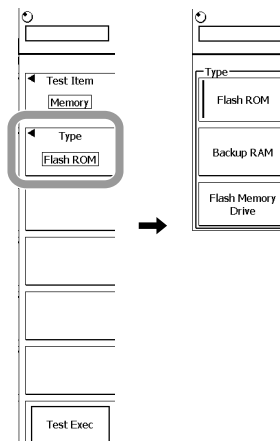 Test Item
Memory
Type
Flash ROM
Test Exec
Type
Flash ROM
Backup RAM
Flash Memory
Drive